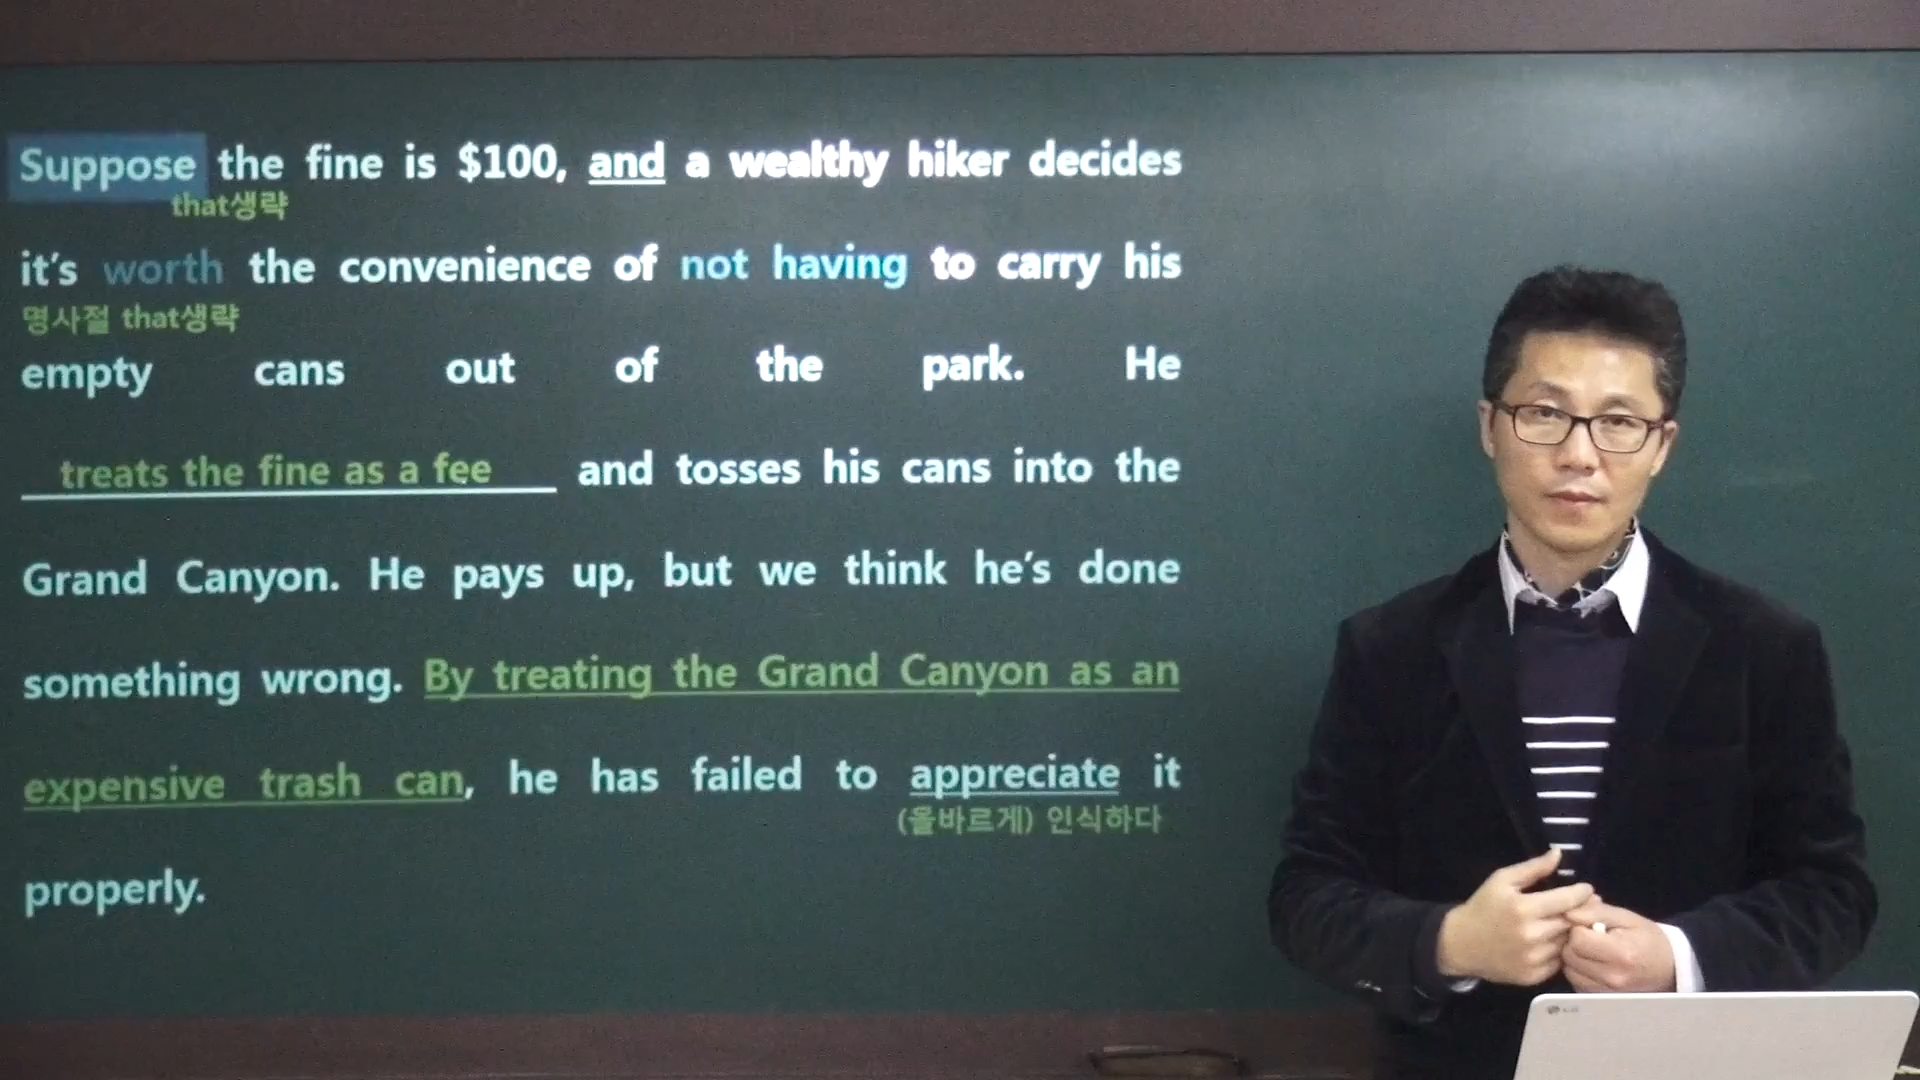 Suppose the fine is $100, and a wealthy hiker decides
that생략
it's worth the convenience of not having to carry his
명사절 that생략
empty cans out of the park. He
treats the fine as a fee and tosses his cans into the
Grand Canyon. He pays up, but we think he's done
something wrong. By treating the Grand Canyon as an
expensive trash can, he has failed to appreciate it
(올바르게) 인식하다
properly.
LG